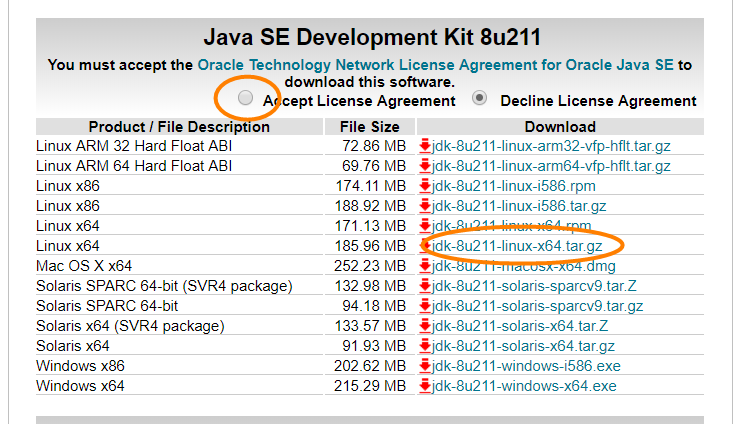 Java SE Development Kit 8u211
You must accept the Oracle Technology Network License Agreement for Oracle Java SE to
download this software.
Accept License Agreement Decline License Agreement
Product / File Description File Size Download
Linux ARM 32 Hard Float ABI 72.86 MB jdk-8u211-linux-arm32-vfp-hflt.tar.gz
Linux ARM 64 Hard Float ABI 69.76 MB jdk-8u211-linux-arm64-vfp-hflt.tar.gz
Linux x86 174.11 MB jdk-8u211-linux-i586.rpm
Linux x86 188.92 MB jdk-8u211-linux-i586.tar.gz
Linux x64 171.13 MB jdk-8u211-linux-x64.rpm
Linux x64 185.96 MB jdk-8u211-linux-x64.tar.gz
Mac OS X x64 252.23 MB jdk-8u211-macosx-x64.dmg
Solaris SPARC 64-bit (SVR4 package) 132.98 MB jdk-8u211-solaris-sparcv9.tar.Z
Solaris SPARC 64-bit 94.18 MB jdk-8u211-solaris-sparcv9.tar.gz
Solaris x64 (SVR4 package) 133.57 MB jdk-8u211-solaris-x64.tar.Z
Solaris x64 91.93 MB jdk-8u211-solaris-x64.tar.gz
Windows x86 202.62 MB jdk-8u211-windows-i586.exe
Windows x64 215.29 MB jdk-8u211-windows-x64.exe